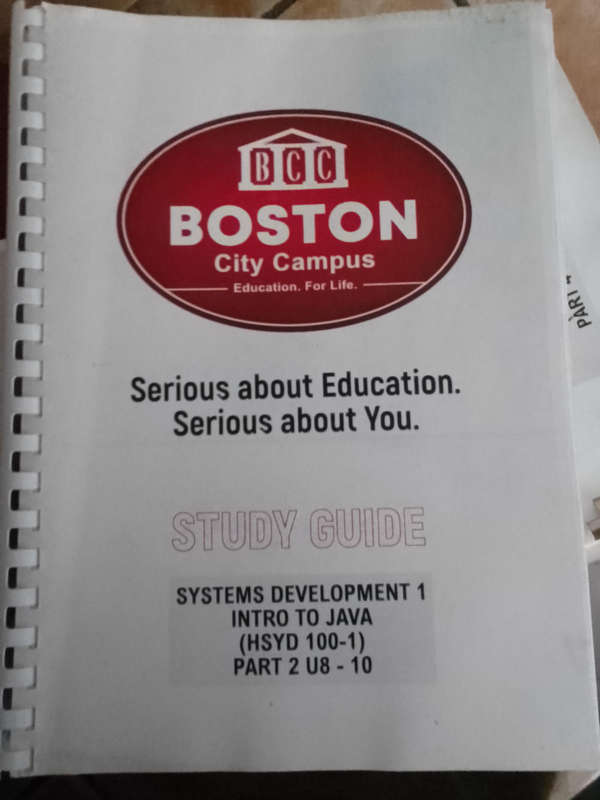 BCC
BOSTON
City Campus
Education. For Life.
Serious about Education.
Serious about You.
STUDY GUIDE
SYSTEMS DEVELOPMENT 1
INTRO TO JAVA
(HSYD 100-1)
PART 2 U8 - 10
PART